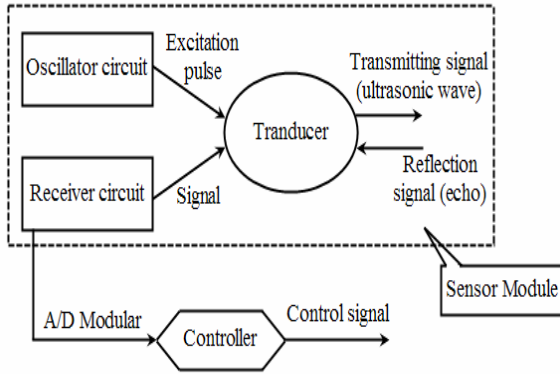 Oscillator circuit
Excitation
pulse
Tranducer
Transmitting signal
(ultrasonic wave)
Reflection
signal (echo)
Receiver circuit
Signal
Sensor Module
A/D Modular
Controller
Control signal